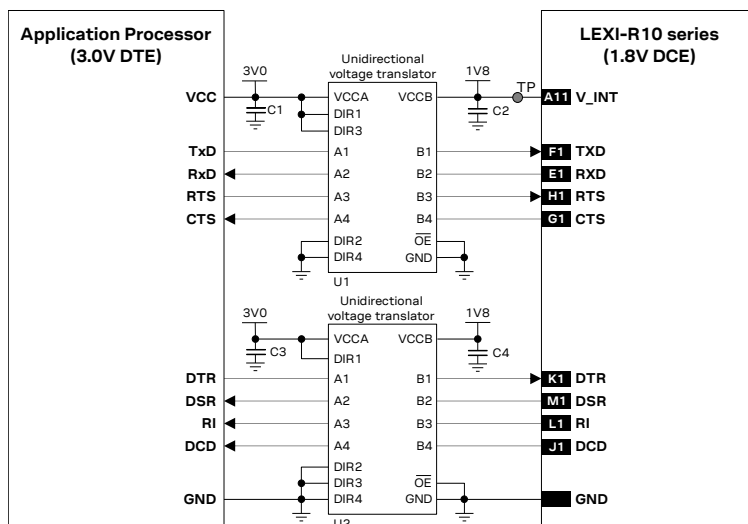 Application Processor
(3.0V DTE)
LEXI-R10 series
(1.8V DCE)
Unidirectional
voltage translator
3V0
1V8
TP
VCC
VCCA
VCCB
A11 V_INT
C1
DIR1
C2
DIR3
TxD
A1
B1
F1 TXD
RxD
A2
B2
E1 RXD
RTS
A3
B3
H1 RTS
CTS
A4
B4
G1 CTS
DIR2
OE
DIR4
GND
U1
Unidirectional
voltage translator
3V0
1V8
VCCA
VCCB
C3
DIR1
C4
DTR
A1
B1
K1 DTR
DSR
A2
B2
M1 DSR
RI
A3
B3
L1 RI
DCD
A4
B4
J1 DCD
DIR2
DIR3
OE
GND
DIR4
GND
GND
U2